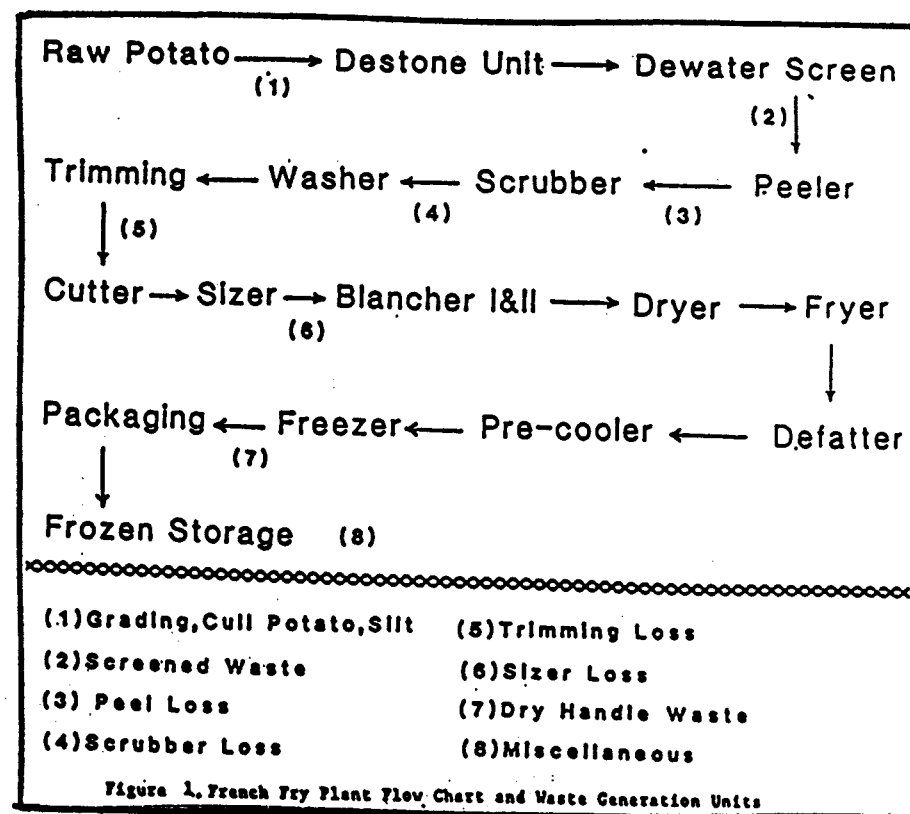 Raw Potato → Destone Unit → Dewater Screen
(1)
(2)
Trimming ← Washer ← Scrubber ← Peeler
(4) (3)
(5)
Cutter → Sizer → Blancher I&II → Dryer → Fryer
(6)
Packaging ← Freezer ← Pre-cooler ← Defatter
(7)
Frozen Storage (8)
(1)Grading,Cull Potato,Silt (5)Trimming Loss
(2)Screened Waste (6)Sizer Loss
(3) Peel Loss (7)Dry Handle Waste
(4)Scrubber Loss (8)Miscellaneous
Figure 1. French Fry Plant Flow Chart and Waste Generation Units